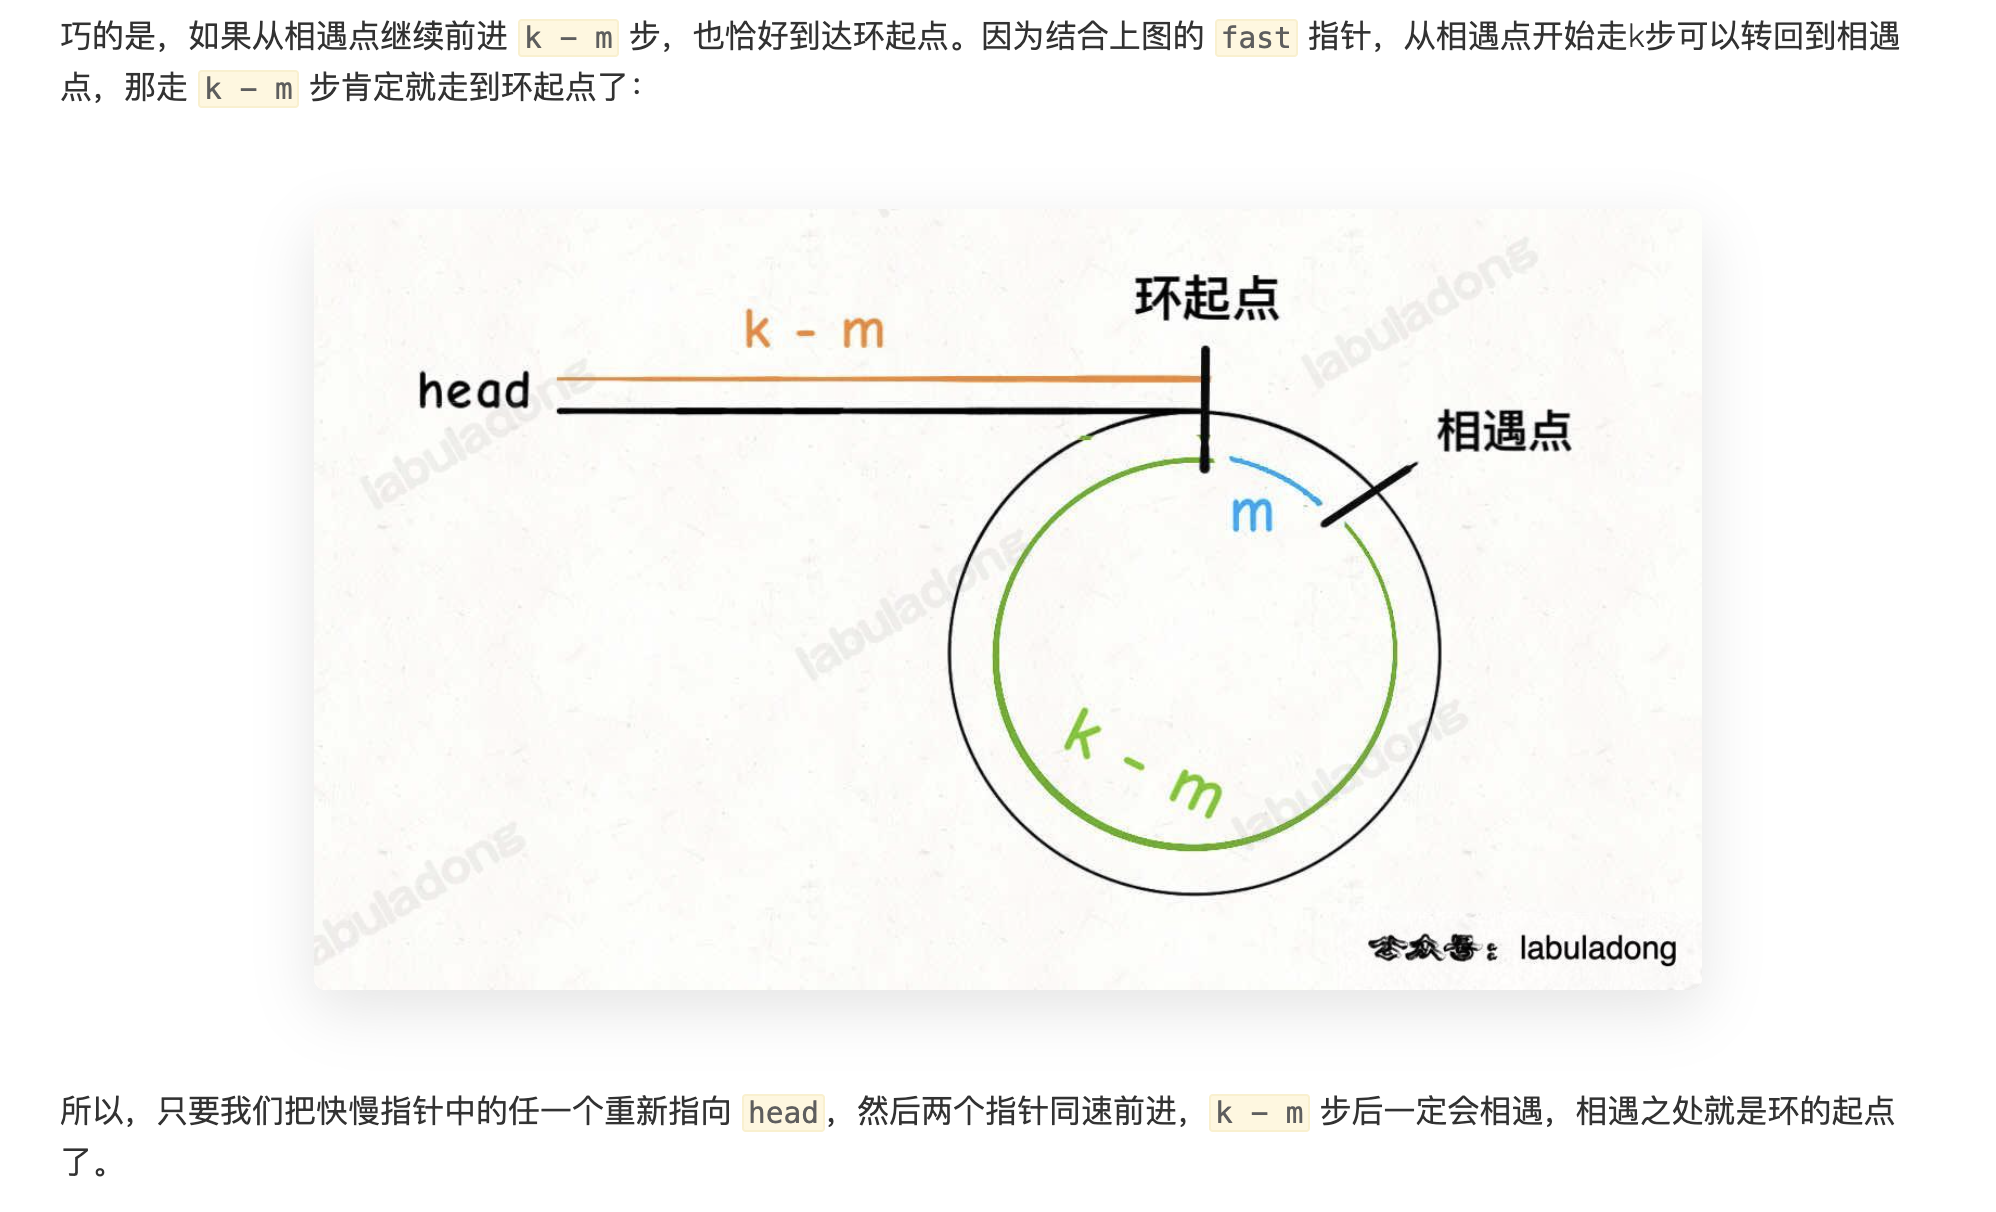 巧的是，如果从相遇点继续前进 k - m 步，也恰好到达环起点。因为结合上图的 fast 指针，从相遇点开始走k步可以转回到相遇
点，那走 k - m 步肯定就走到环起点了：
环起点
k - m
head
相遇点
m
k - m
labuladong
labuladong
labuladong
labuladong
labuladong
公众号：labuladong
所以，只要我们把快慢指针中的任一个重新指向 head，然后两个指针同速前进，k - m 步后一定会相遇，相遇之处就是环的起点
了。